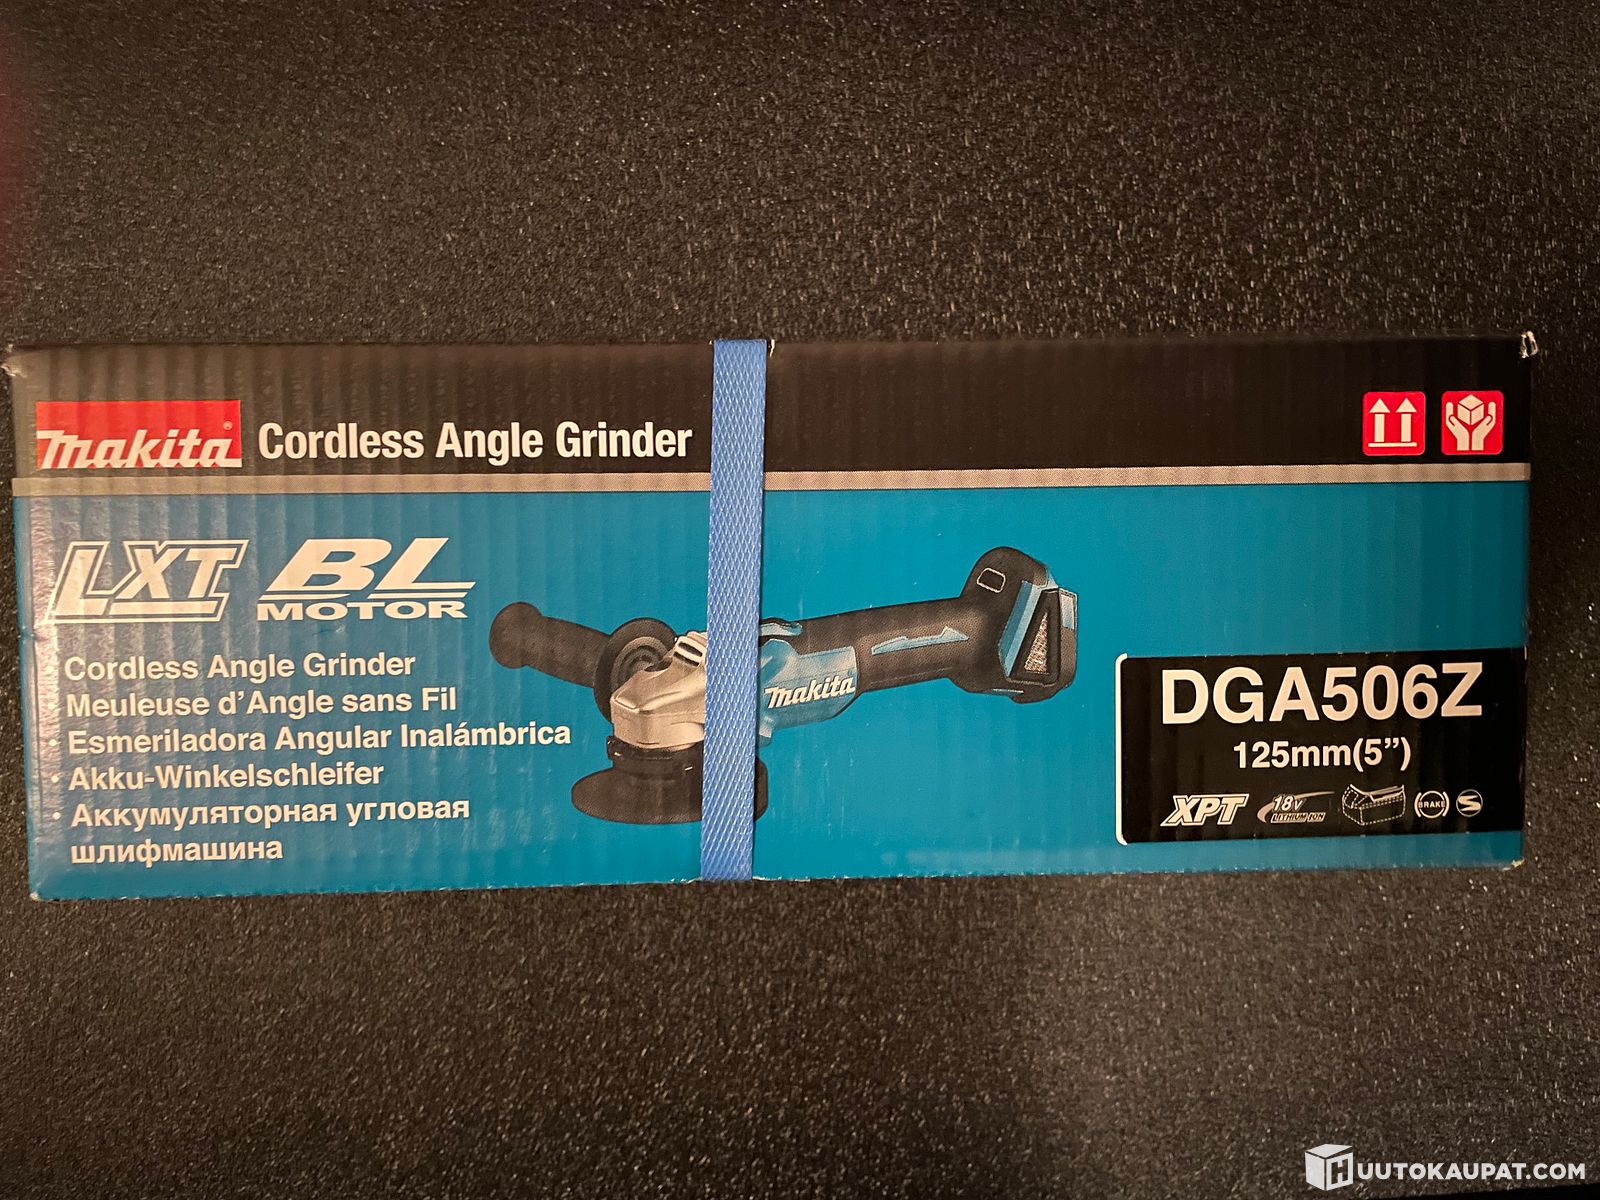 makita® Cordless Angle Grinder
LXT BL
MOTOR
• Cordless Angle Grinder
• Meuleuse d'Angle sans Fil
• Esmeriladora Angular Inalámbrica
• Akku-Winkelschleifer
• Аккумуляторная угловая
шлифмашина
makita
DGA506Z
125mm(5")
XPT 18V LITHIUM-ION BRAKE S
HUUTOKAUPAT.COM